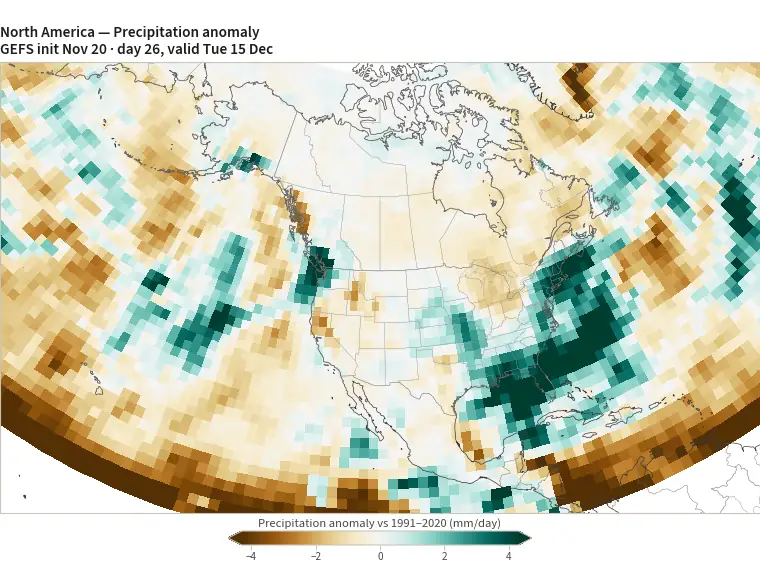 North America — Precipitation anomaly
GEFS init Nov 20 · day 26, valid Tue 15 Dec
Precipitation anomaly vs 1991–2020 (mm/day)
−4 −2 0 2 4